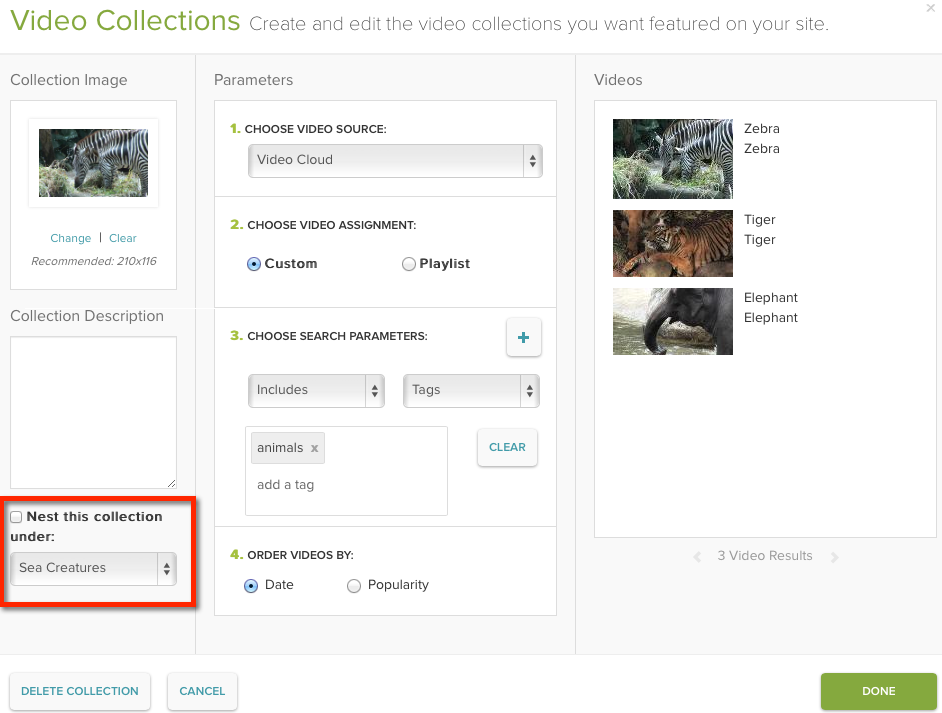 Video Collections Create and edit the video collections you want featured on your site.
×
Collection Image
Change | Clear
Recommended: 210x116
Collection Description
Nest this collection
under:
Sea Creatures
Parameters
1. CHOOSE VIDEO SOURCE:
Video Cloud
2. CHOOSE VIDEO ASSIGNMENT:
Custom Playlist
3. CHOOSE SEARCH PARAMETERS:
+
Includes Tags
animals x
CLEAR
add a tag
4. ORDER VIDEOS BY:
Date Popularity
Videos
Zebra
Zebra
Tiger
Tiger
Elephant
Elephant
3 Video Results
DELETE COLLECTION CANCEL DONE